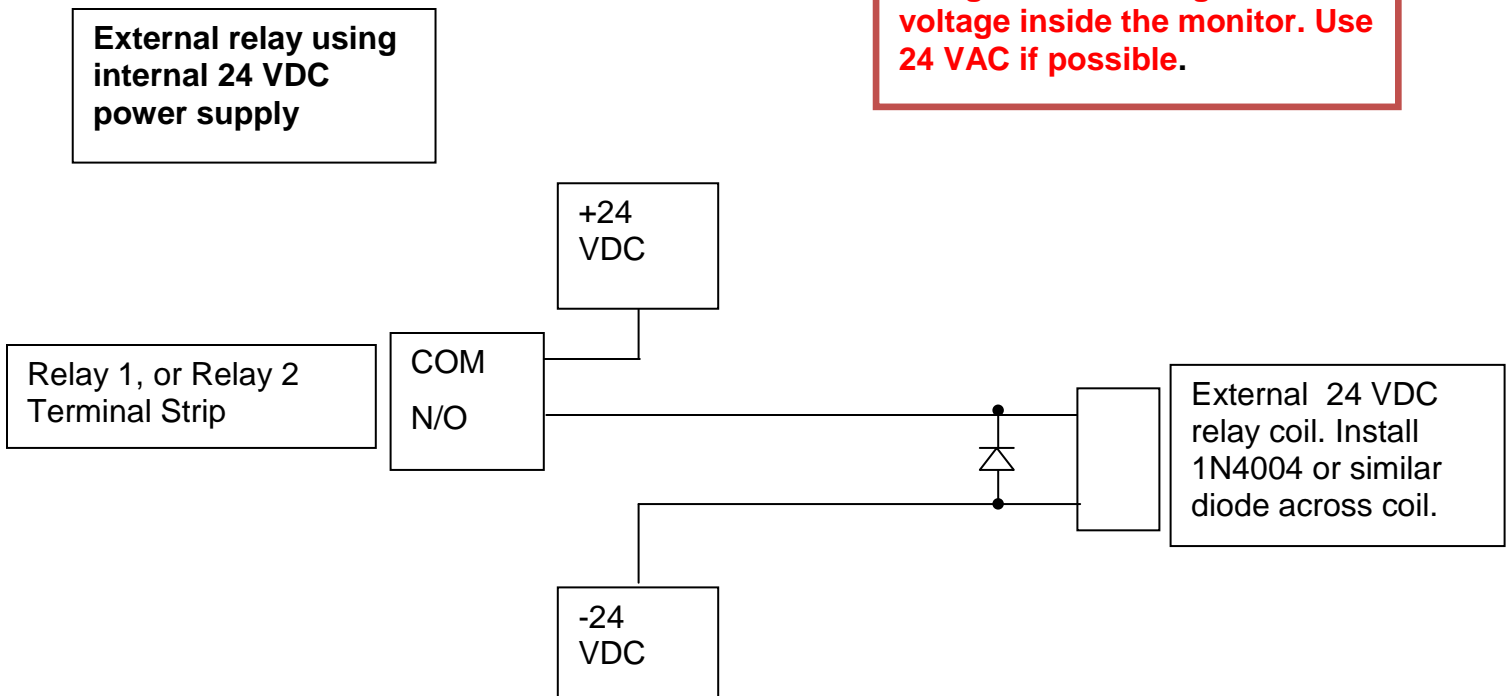 External relay using
internal 24 VDC
power supply
voltage inside the monitor. Use
24 VAC if possible.
+24
VDC
Relay 1, or Relay 2
Terminal Strip
COM
N/O
External 24 VDC
relay coil. Install
1N4004 or similar
diode across coil.
-24
VDC